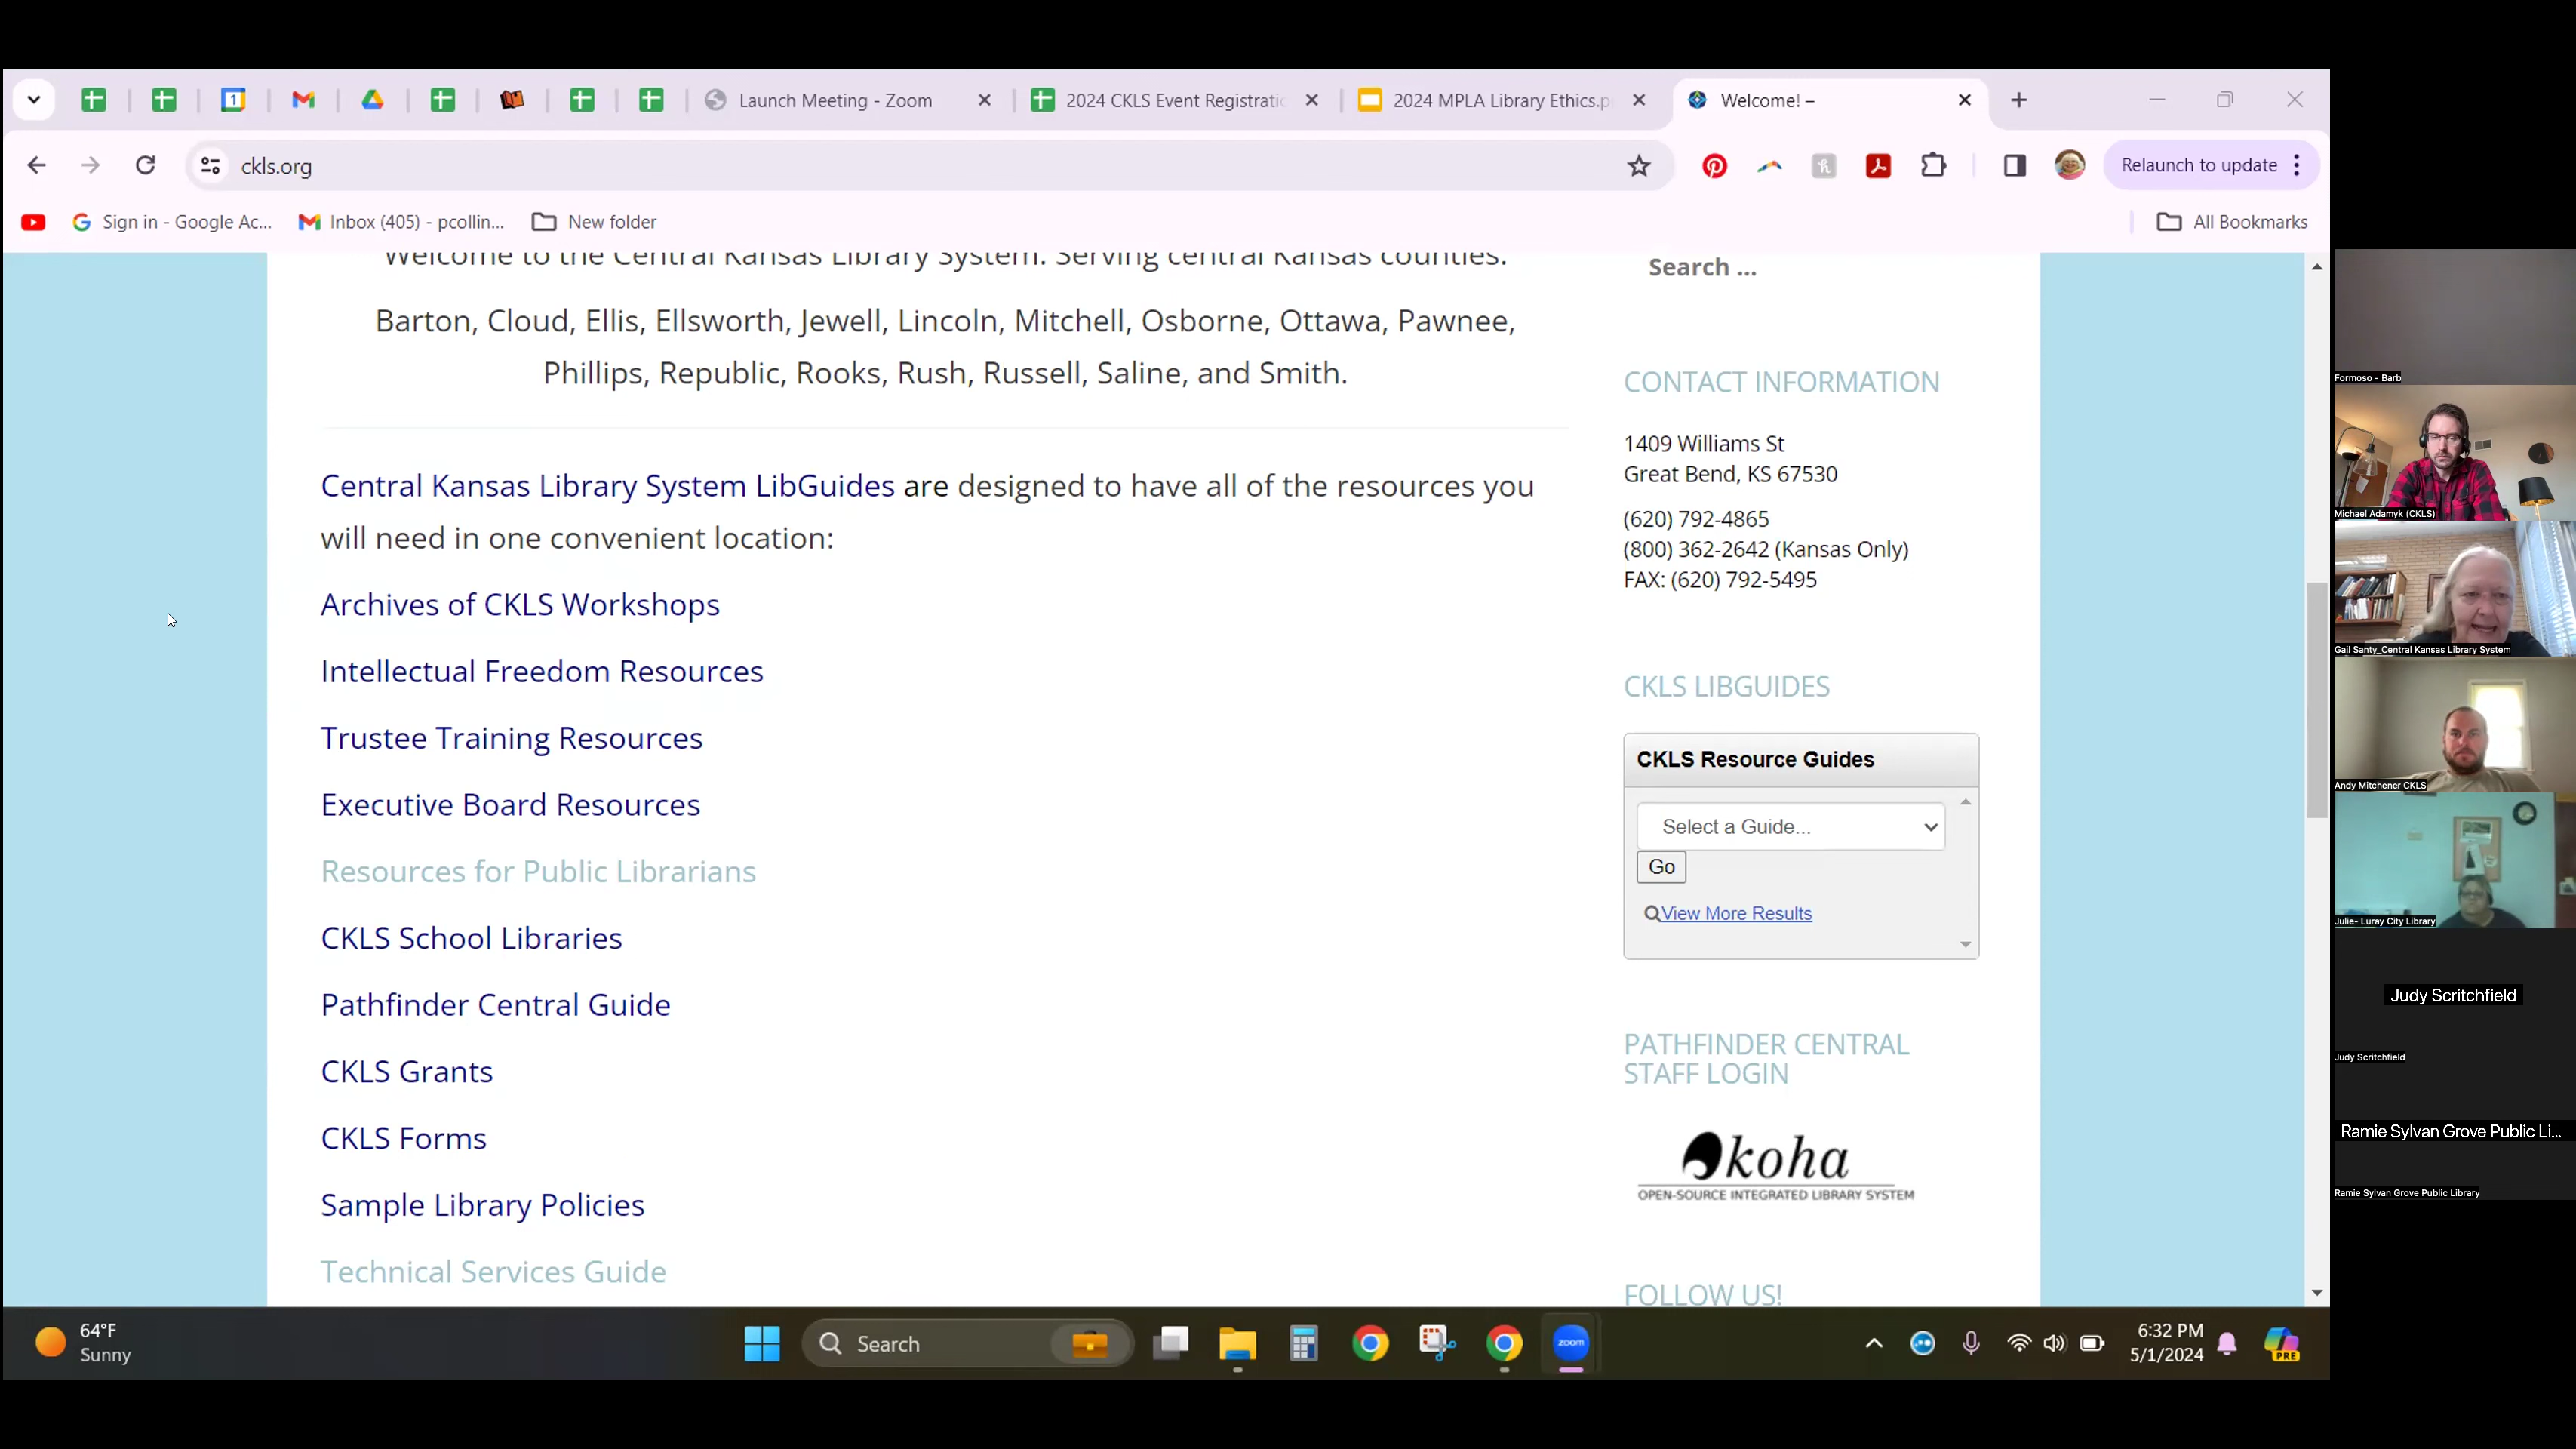 Launch Meeting - Zoom
2024 CKLS Event Registratio
2024 MPLA Library Ethics.p
Welcome! –
ckls.org
Relaunch to update
Sign in - Google Ac...
Inbox (405) - pcollin...
New folder
All Bookmarks
Welcome to the Central Kansas Library System. Serving central Kansas counties.
Barton, Cloud, Ellis, Ellsworth, Jewell, Lincoln, Mitchell, Osborne, Ottawa, Pawnee,
Phillips, Republic, Rooks, Rush, Russell, Saline, and Smith.
Central Kansas Library System LibGuides are designed to have all of the resources you
will need in one convenient location:
Archives of CKLS Workshops
Intellectual Freedom Resources
Trustee Training Resources
Executive Board Resources
Resources for Public Librarians
CKLS School Libraries
Pathfinder Central Guide
CKLS Grants
CKLS Forms
Sample Library Policies
Technical Services Guide
Search ...
CONTACT INFORMATION
1409 Williams St
Great Bend, KS 67530
(620) 792-4865
(800) 362-2642 (Kansas Only)
FAX: (620) 792-5495
CKLS LIBGUIDES
CKLS Resource Guides
Select a Guide...
Go
View More Results
PATHFINDER CENTRAL
STAFF LOGIN
koha
OPEN-SOURCE INTEGRATED LIBRARY SYSTEM
FOLLOW US!
Formoso - Barb
Michael Adamyk (CKLS)
Gail Santy_Central Kansas Library System
Andy Mitchener CKLS
Julie- Luray City Library
Judy Scritchfield
Judy Scritchfield
Ramie Sylvan Grove Public Li...
Ramie Sylvan Grove Public Library
64°F
Sunny
Search
zoom
6:32 PM
5/1/2024
PRE